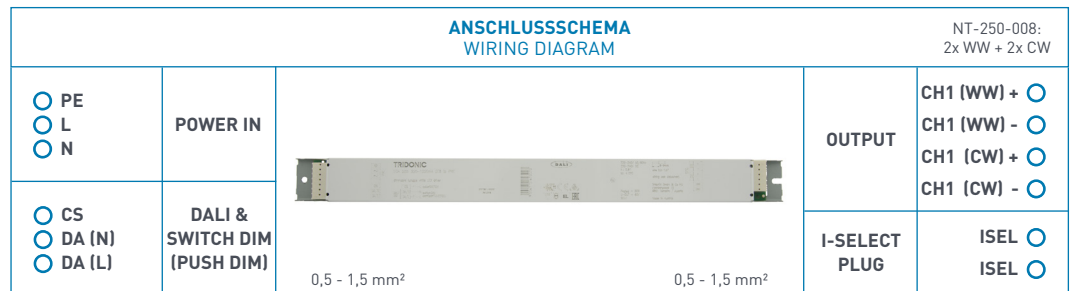 ANSCHLUSSSCHEMA
WIRING DIAGRAM
NT-250-008:
2x WW + 2x CW
PE
L
N
POWER IN
CS
DA (N)
DA (L)
DALI &
SWITCH DIM
(PUSH DIM)
TRIDONIC
0,5 - 1,5 mm²
0,5 - 1,5 mm²
OUTPUT
CH1 (WW) +
CH1 (WW) -
CH1 (CW) +
CH1 (CW) -
I-SELECT
PLUG
ISEL
ISEL